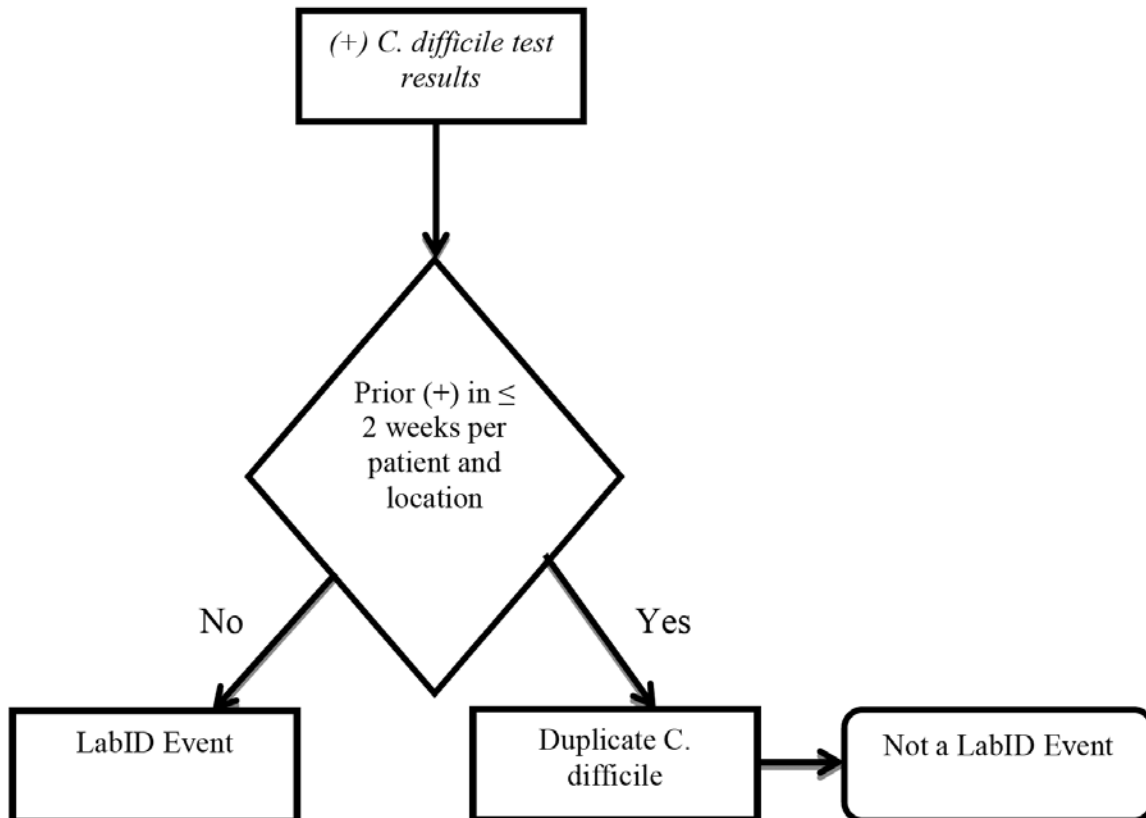 (+) C. difficile test
results
Prior (+) in ≤
2 weeks per
patient and
location
No
Yes
LabID Event
Duplicate C.
difficile
Not a LabID Event